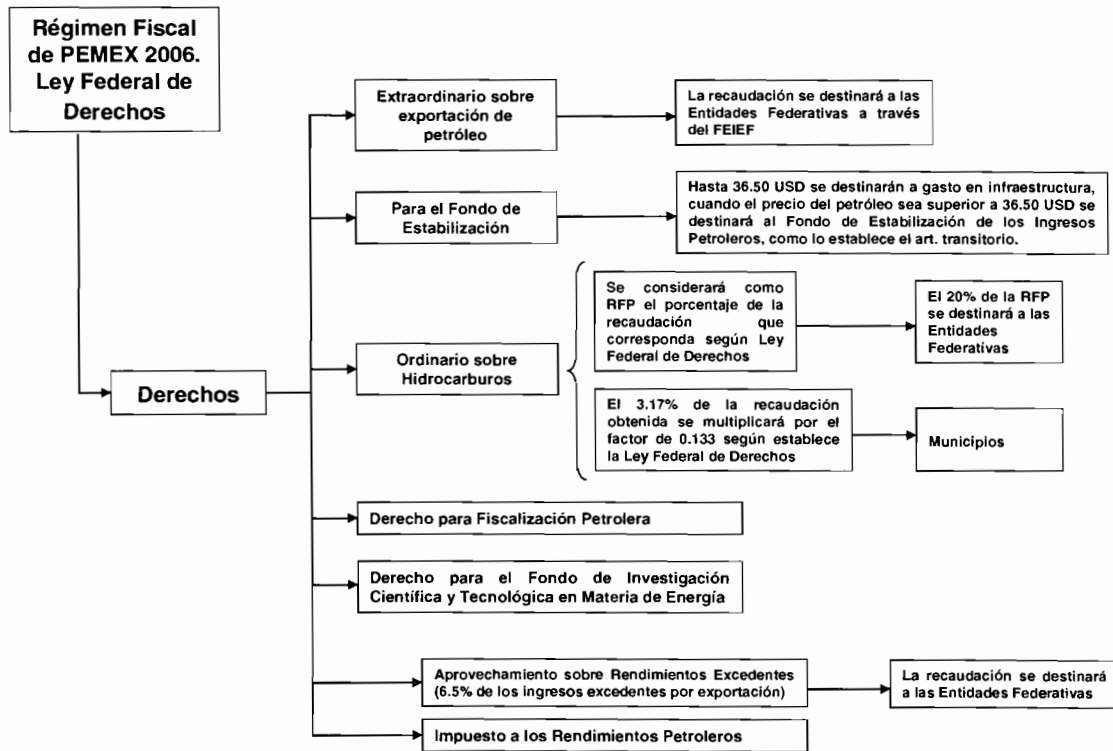 Régimen Fiscal
de PEMEX 2006.
Ley Federal de
Derechos
Extraordinario sobre
exportación de
petróleo
La recaudación se destinará a las
Entidades Federativas a través
del FEIEF
Para el Fondo de
Estabilización
Hasta 36.50 USD se destinarán a gasto en infraestructura,
cuando el precio del petróleo sea superior a 36.50 USD se
destinará al Fondo de Estabilización de los Ingresos
Petroleros, como lo establece el art. transitorio.
Derechos
Ordinario sobre
Hidrocarburos
Se considerará como
RFP el porcentaje de la
recaudación que
corresponda según Ley
Federal de Derechos
El 20% de la RFP
se destinará a las
Entidades
Federativas
El 3.17% de la recaudación
obtenida se multiplicará por el
factor de 0.133 según establece
la Ley Federal de Derechos
Municipios
Derecho para Fiscalización Petrolera
Derecho para el Fondo de Investigación
Científica y Tecnológica en Materia de Energía
Aprovechamiento sobre Rendimientos Excedentes
(6.5% de los ingresos excedentes por exportación)
La recaudación se destinará
a las Entidades Federativas
Impuesto a los Rendimientos Petroleros